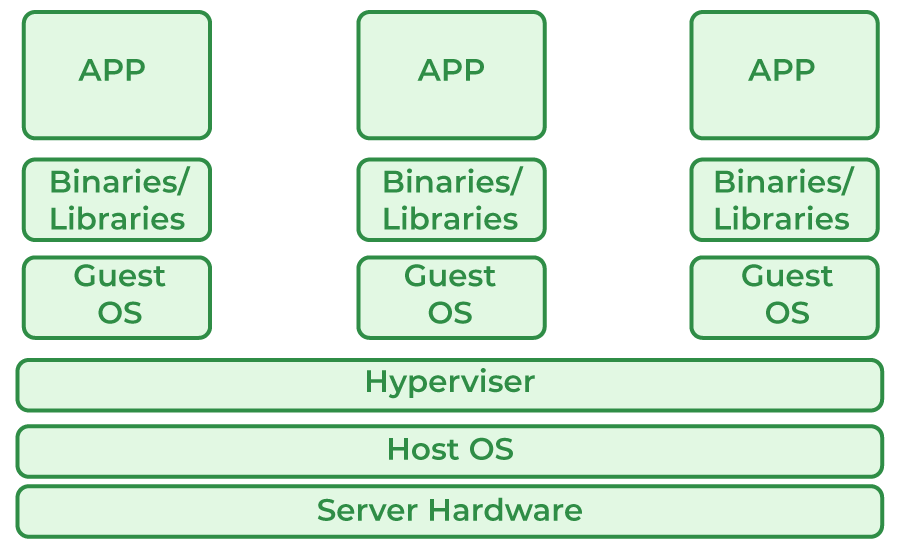 APP
APP
APP
Binaries/
Libraries
Binaries/
Libraries
Binaries/
Libraries
Guest
OS
Guest
OS
Guest
OS
Hyperviser
Host OS
Server Hardware